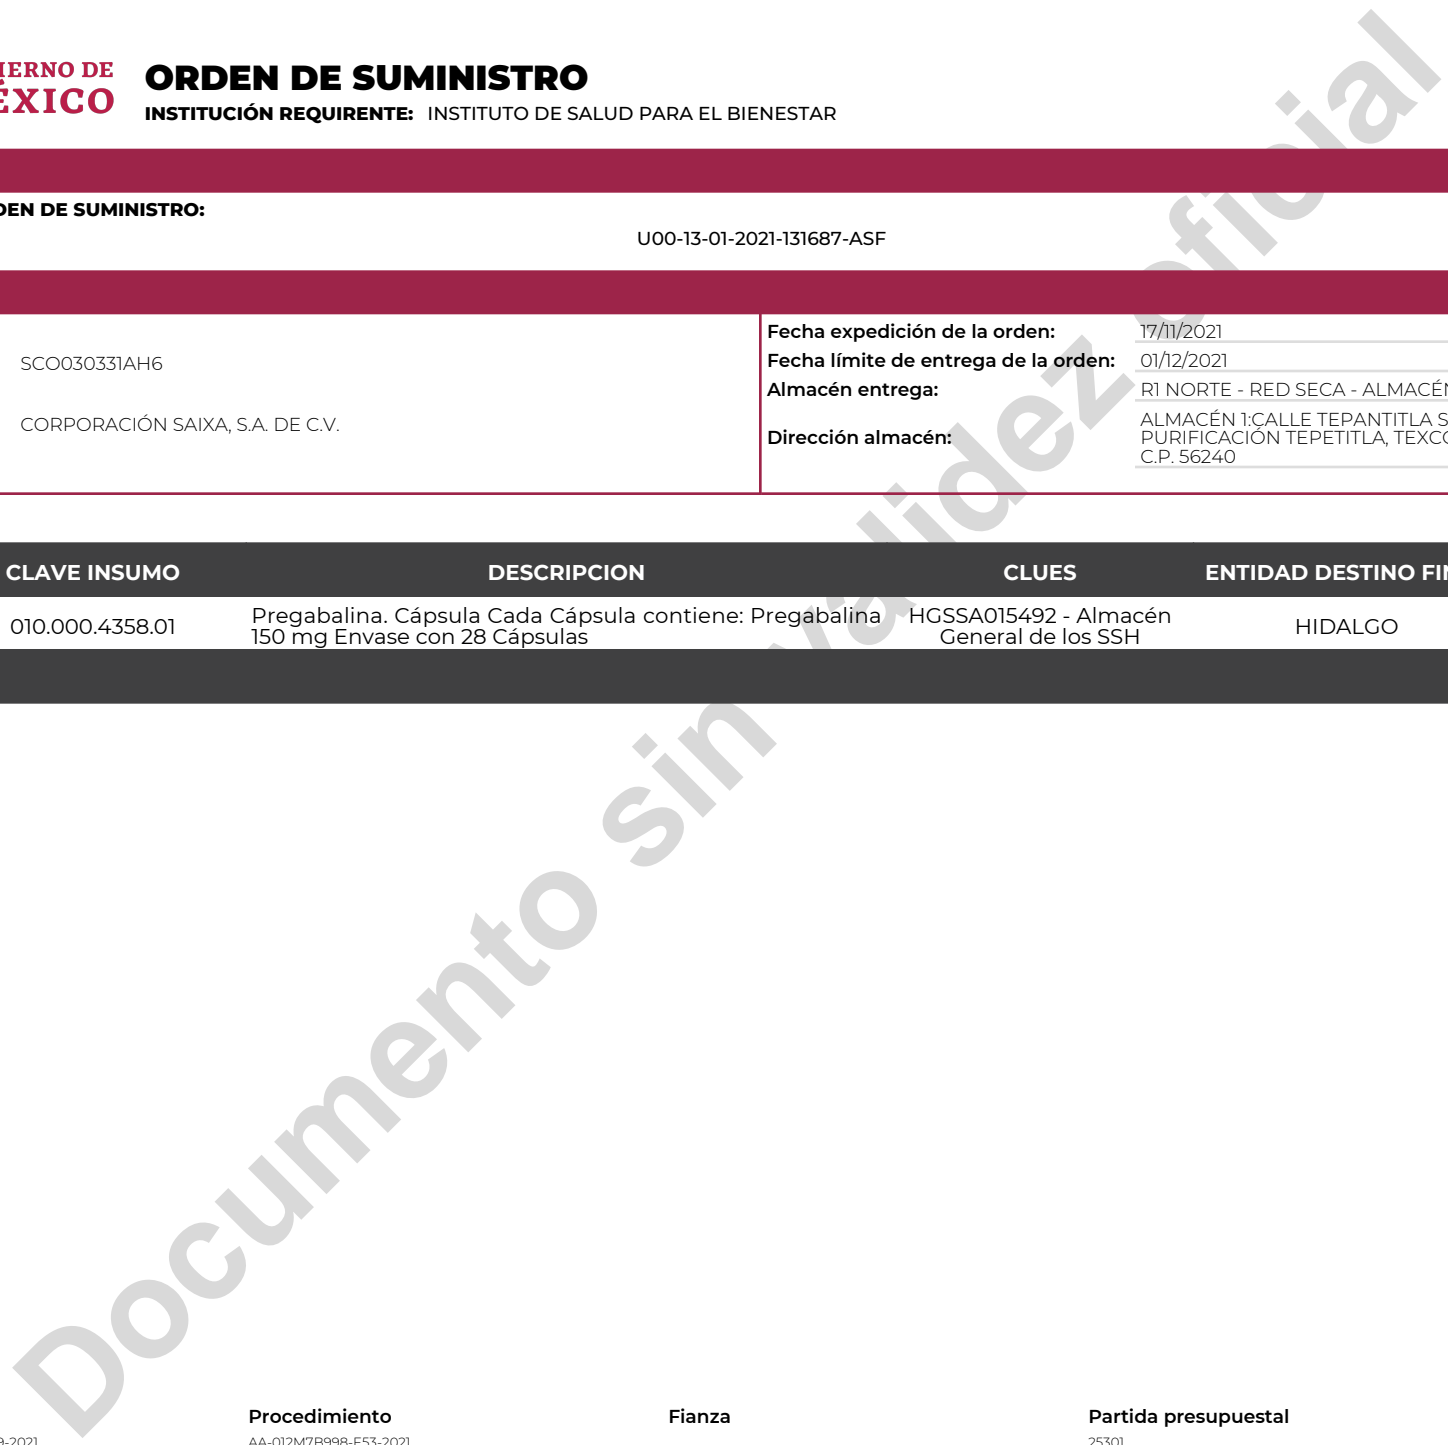 IERNO DE
ÉXICO
ORDEN DE SUMINISTRO
INSTITUCIÓN REQUIRENTE: INSTITUTO DE SALUD PARA EL BIENESTAR
DEN DE SUMINISTRO:
U00-13-01-2021-131687-ASF
SCO030331AH6
CORPORACIÓN SAIXA, S.A. DE C.V.
Fecha expedición de la orden: 17/11/2021
Fecha límite de entrega de la orden: 01/12/2021
Almacén entrega: R1 NORTE - RED SECA - ALMACÉN
Dirección almacén:
ALMACÉN 1:CALLE TEPANTITLA S
PURIFICACIÓN TEPETITLA, TEXCO
C.P. 56240
CLAVE INSUMO DESCRIPCION CLUES ENTIDAD DESTINO FIN
010.000.4358.01
Pregabalina. Cápsula Cada Cápsula contiene: Pregabalina
150 mg Envase con 28 Cápsulas
HGSSA015492 - Almacén
General de los SSH
HIDALGO
Documento sin validez oficial
Procedimiento Fianza Partida presupuestal
9-2021 AA-012M7B998-E53-2021 25301